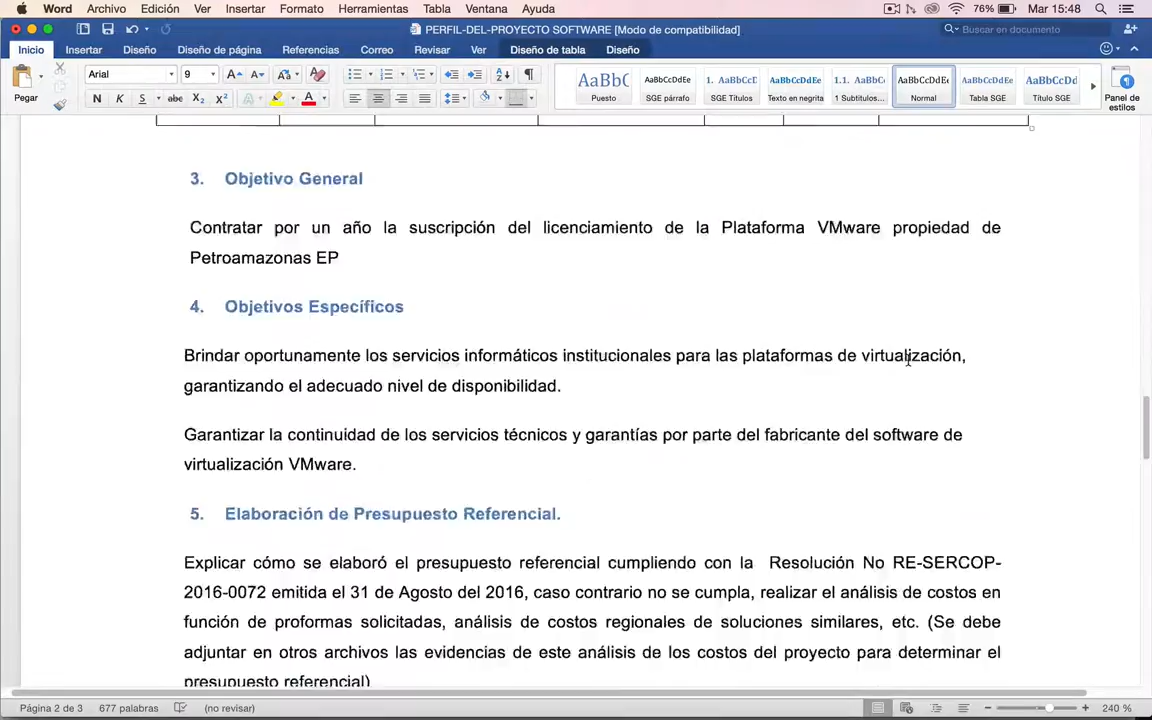 Word Archivo Edición Ver Insertar Formato Herramientas Tabla Ventana Ayuda 76% Mar 15:48
PERFIL-DEL-PROYECTO SOFTWARE [Modo de compatibilidad] Buscar en documento
Inicio Insertar Diseño Diseño de página Referencias Correo Revisar Ver Diseño de tabla Diseño
Pegar Arial 9 N K S abc X₂ X² A A
AaBbC AaBbCcDdEe 1. AaBbCcD AaBbCcDdEe 1.1. AaBbCc AaBbCcDdEe AaBbCcDdEe AaBbCcDd
Puesto SGE párrafo SGE Títulos Texto en negrita 1 Subtitulos... Normal Tabla SGE Título SGE Panel de estilos
3. Objetivo General
Contratar por un año la suscripción del licenciamiento de la Plataforma VMware propiedad de
Petroamazonas EP
4. Objetivos Específicos
Brindar oportunamente los servicios informáticos institucionales para las plataformas de virtualización,
garantizando el adecuado nivel de disponibilidad.
Garantizar la continuidad de los servicios técnicos y garantías por parte del fabricante del software de
virtualización VMware.
5. Elaboración de Presupuesto Referencial.
Explicar cómo se elaboró el presupuesto referencial cumpliendo con la Resolución No RE-SERCOP-
2016-0072 emitida el 31 de Agosto del 2016, caso contrario no se cumpla, realizar el análisis de costos en
función de proformas solicitadas, análisis de costos regionales de soluciones similares, etc. (Se debe
adjuntar en otros archivos las evidencias de este análisis de los costos del proyecto para determinar el
presupuesto referencial)
Página 2 de 3 677 palabras (no revisar) 240 %